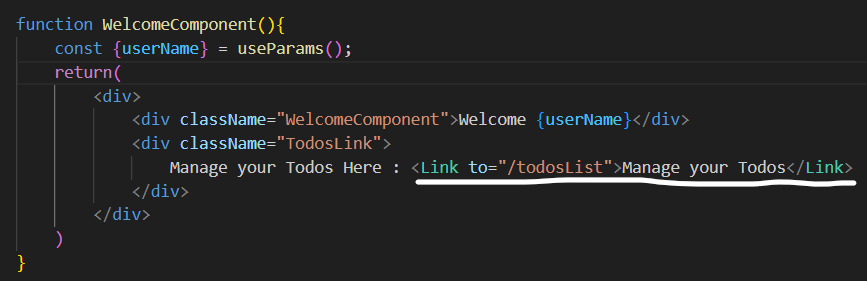 function WelcomeComponent(){
const {userName} = useParams();
return(
<div>
<div className="WelcomeComponent">Welcome {userName}</div>
<div className="TodosLink">
Manage your Todos Here : <Link to="/todosList">Manage your Todos</Link>
</div>
</div>
)
}